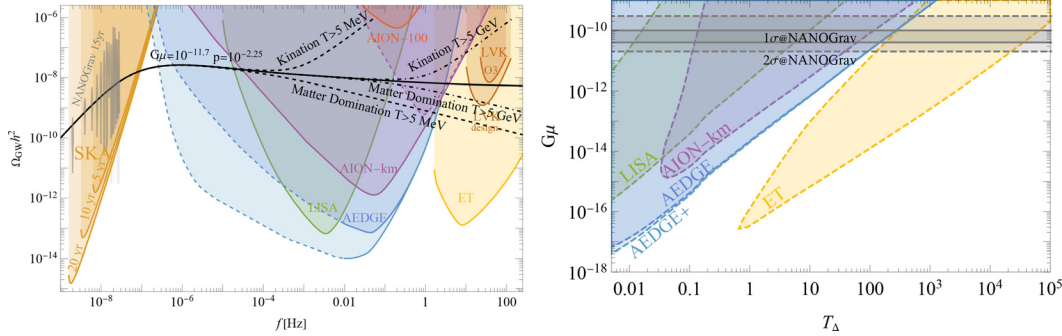 10⁻⁶
10⁻⁸
10⁻¹⁰
10⁻¹²
10⁻¹⁴
Ω_GW h²
NANOGrav 15yr
Gμ=10⁻¹¹·⁷ p=10⁻²·²⁵
AION−100
Kination T>5 MeV
Kination T>5 GeV
LVK
O3
Matter Domination T>5 GeV
Matter Domination T>5 MeV
LVK
design
SKA
5 yr
10 yr
20 yr
AION−km
LISA
AEDGE
ET
10⁻⁸
10⁻⁶
10⁻⁴
0.01
1
100
f[Hz]
10⁻¹⁰
10⁻¹²
10⁻¹⁴
10⁻¹⁶
10⁻¹⁸
Gμ
1σ@NANOGrav
2σ@NANOGrav
LISA
AION−km
AEDGE
AEDGE+
ET
0.01
0.1
1
10
100
10³
10⁴
10⁵
T_Δ